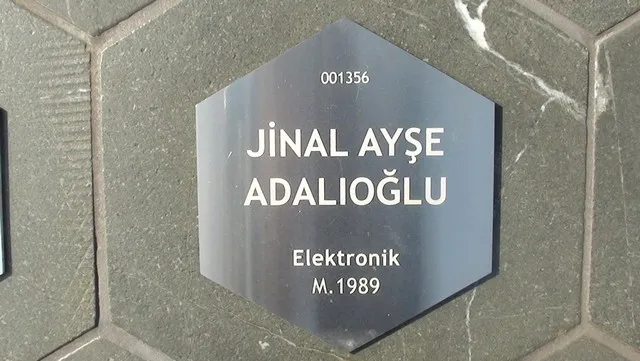 001356
JİNAL AYŞE
ADALIOĞLU
Elektronik
M.1989